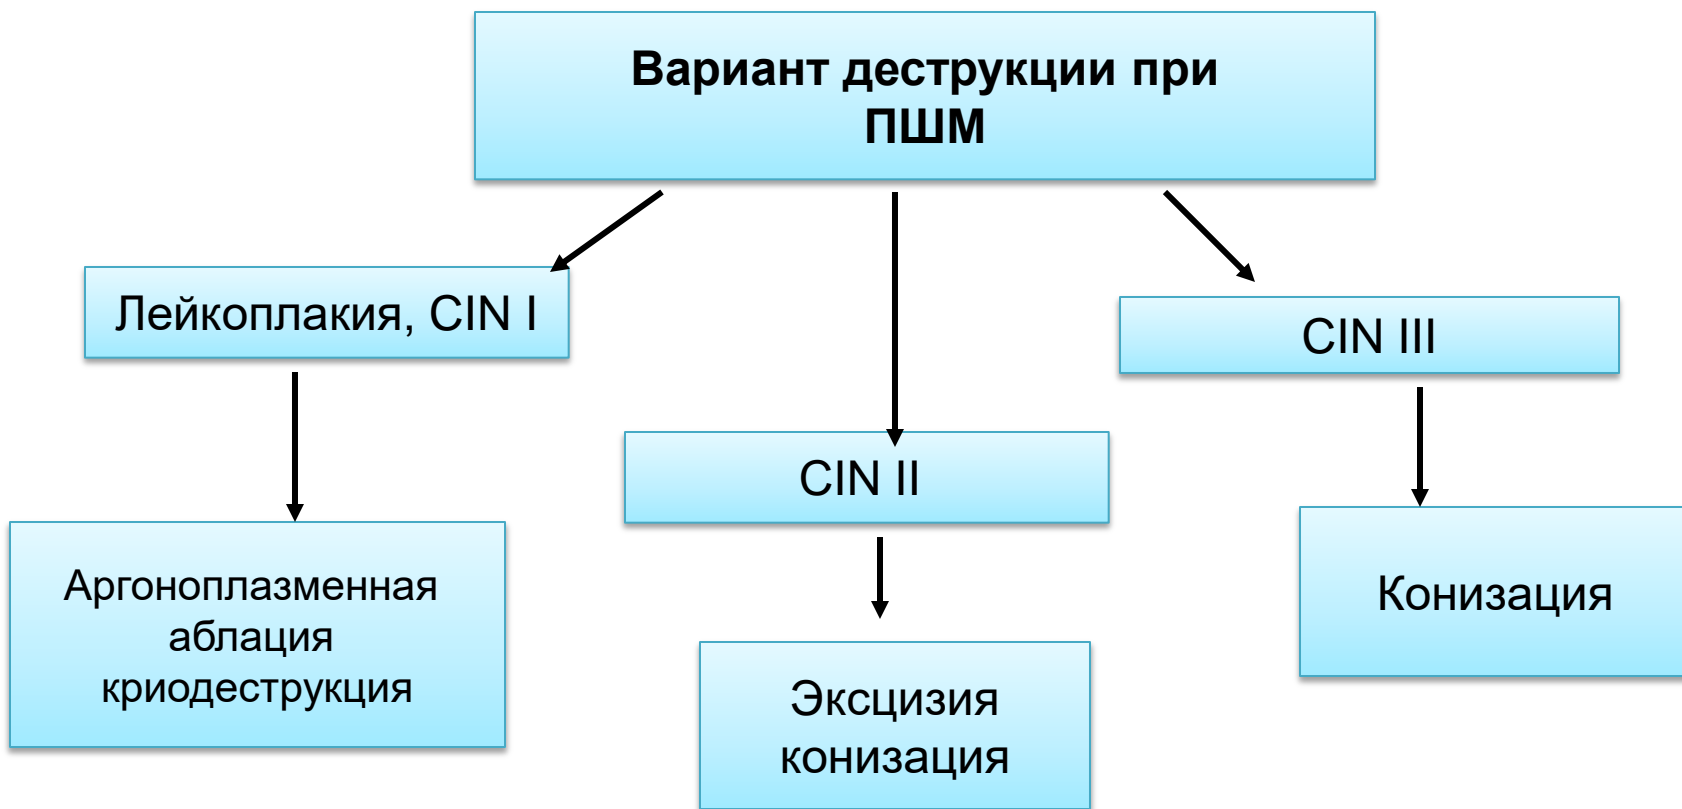 Вариант деструкции при
ПШМ
Лейкоплакия, CIN I
CIN III
CIN II
Аргоноплазменная
аблация
криодеструкция
Конизация
Эксцизия
конизация